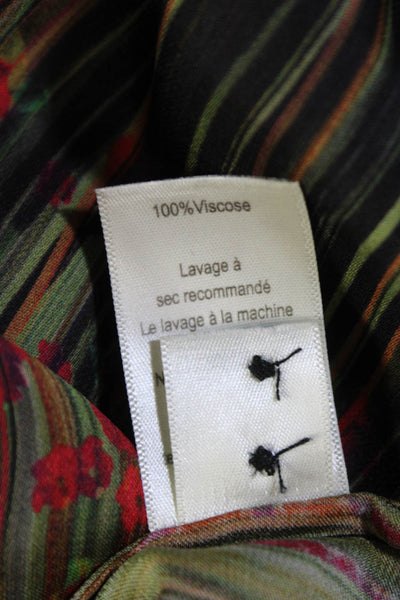 100%Viscose
Lavage à
sec recommandé
Le lavage à la machine